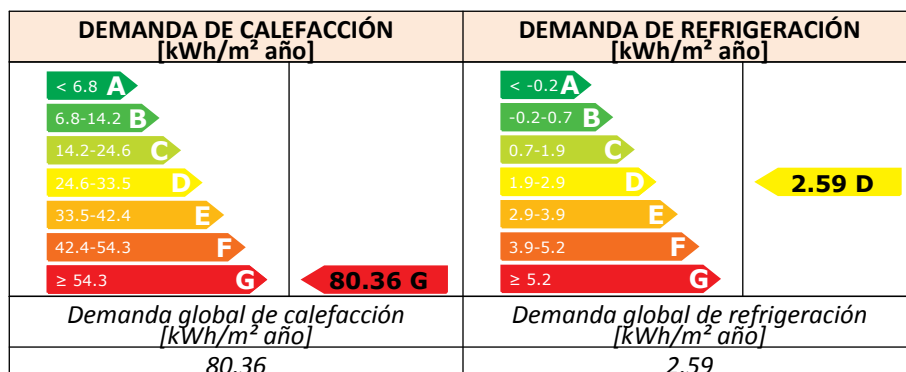 DEMANDA DE CALEFACCIÓN
[kWh/m² año]
DEMANDA DE REFRIGERACIÓN
[kWh/m² año]
< 6.8 A
6.8-14.2 B
14.2-24.6 C
24.6-33.5 D
33.5-42.4 E
42.4-54.3 F
≥ 54.3 G
80.36 G
< -0.2 A
-0.2-0.7 B
0.7-1.9 C
1.9-2.9 D
2.9-3.9 E
3.9-5.2 F
≥ 5.2 G
2.59 D
Demanda global de calefacción
[kWh/m² año]
Demanda global de refrigeración
[kWh/m² año]
80.36
2.59